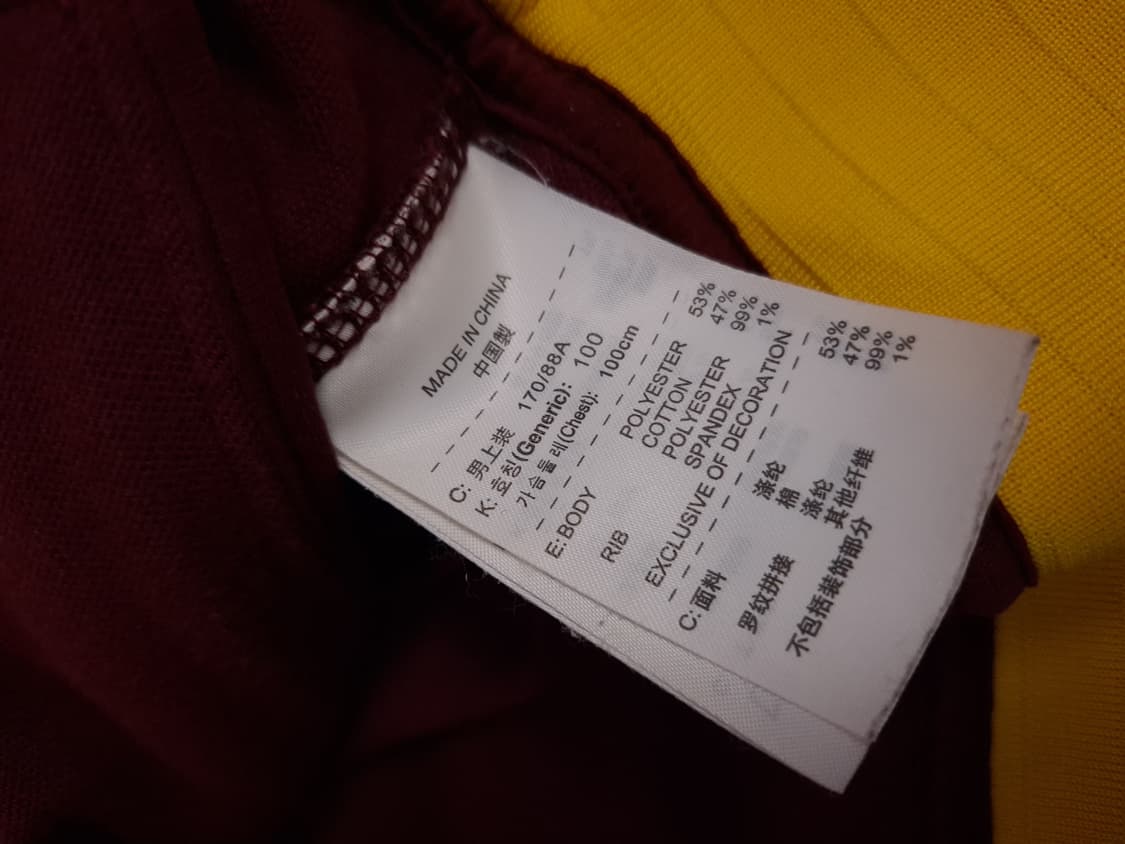 MADE IN CHINA
中国製
C: 男上装 170/88A
K: 호칭(Generic): 100
가슴둘레(Chest): 100cm
E: BODY POLYESTER 53%
COTTON 47%
RIB POLYESTER 99%
SPANDEX 1%
EXCLUSIVE OF DECORATION
C: 面料 涤纶 53%
棉 47%
罗纹拼接 涤纶 99%
其他纤维 1%
不包括装饰部分